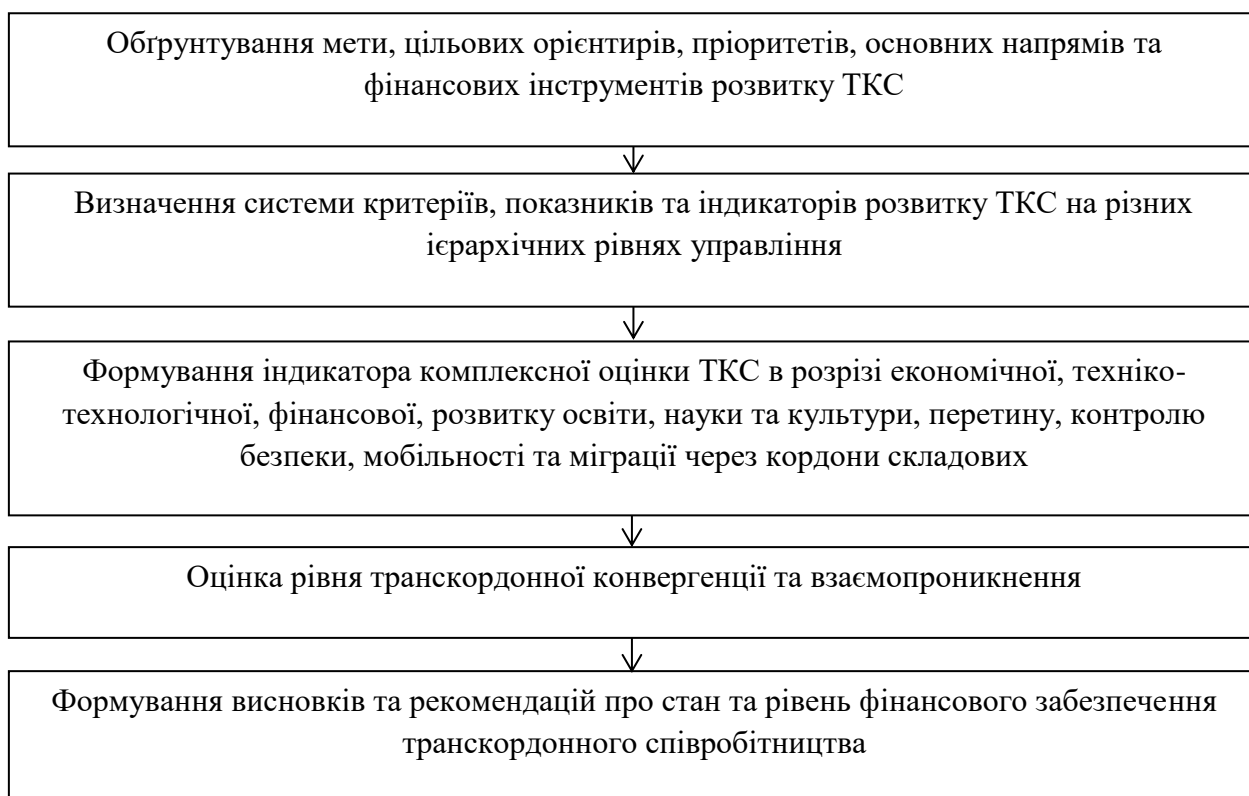 Обґрунтування мети, цільових орієнтирів, пріоритетів, основних напрямів та
фінансових інструментів розвитку ТКС
Визначення системи критеріїв, показників та індикаторів розвитку ТКС на різних
ієрархічних рівнях управління
Формування індикатора комплексної оцінки ТКС в розрізі економічної, техніко-
технологічної, фінансової, розвитку освіти, науки та культури, перетину, контролю
безпеки, мобільності та міграції через кордони складових
Оцінка рівня транскордонної конвергенції та взаємопроникнення
Формування висновків та рекомендацій про стан та рівень фінансового забезпечення
транскордонного співробітництва